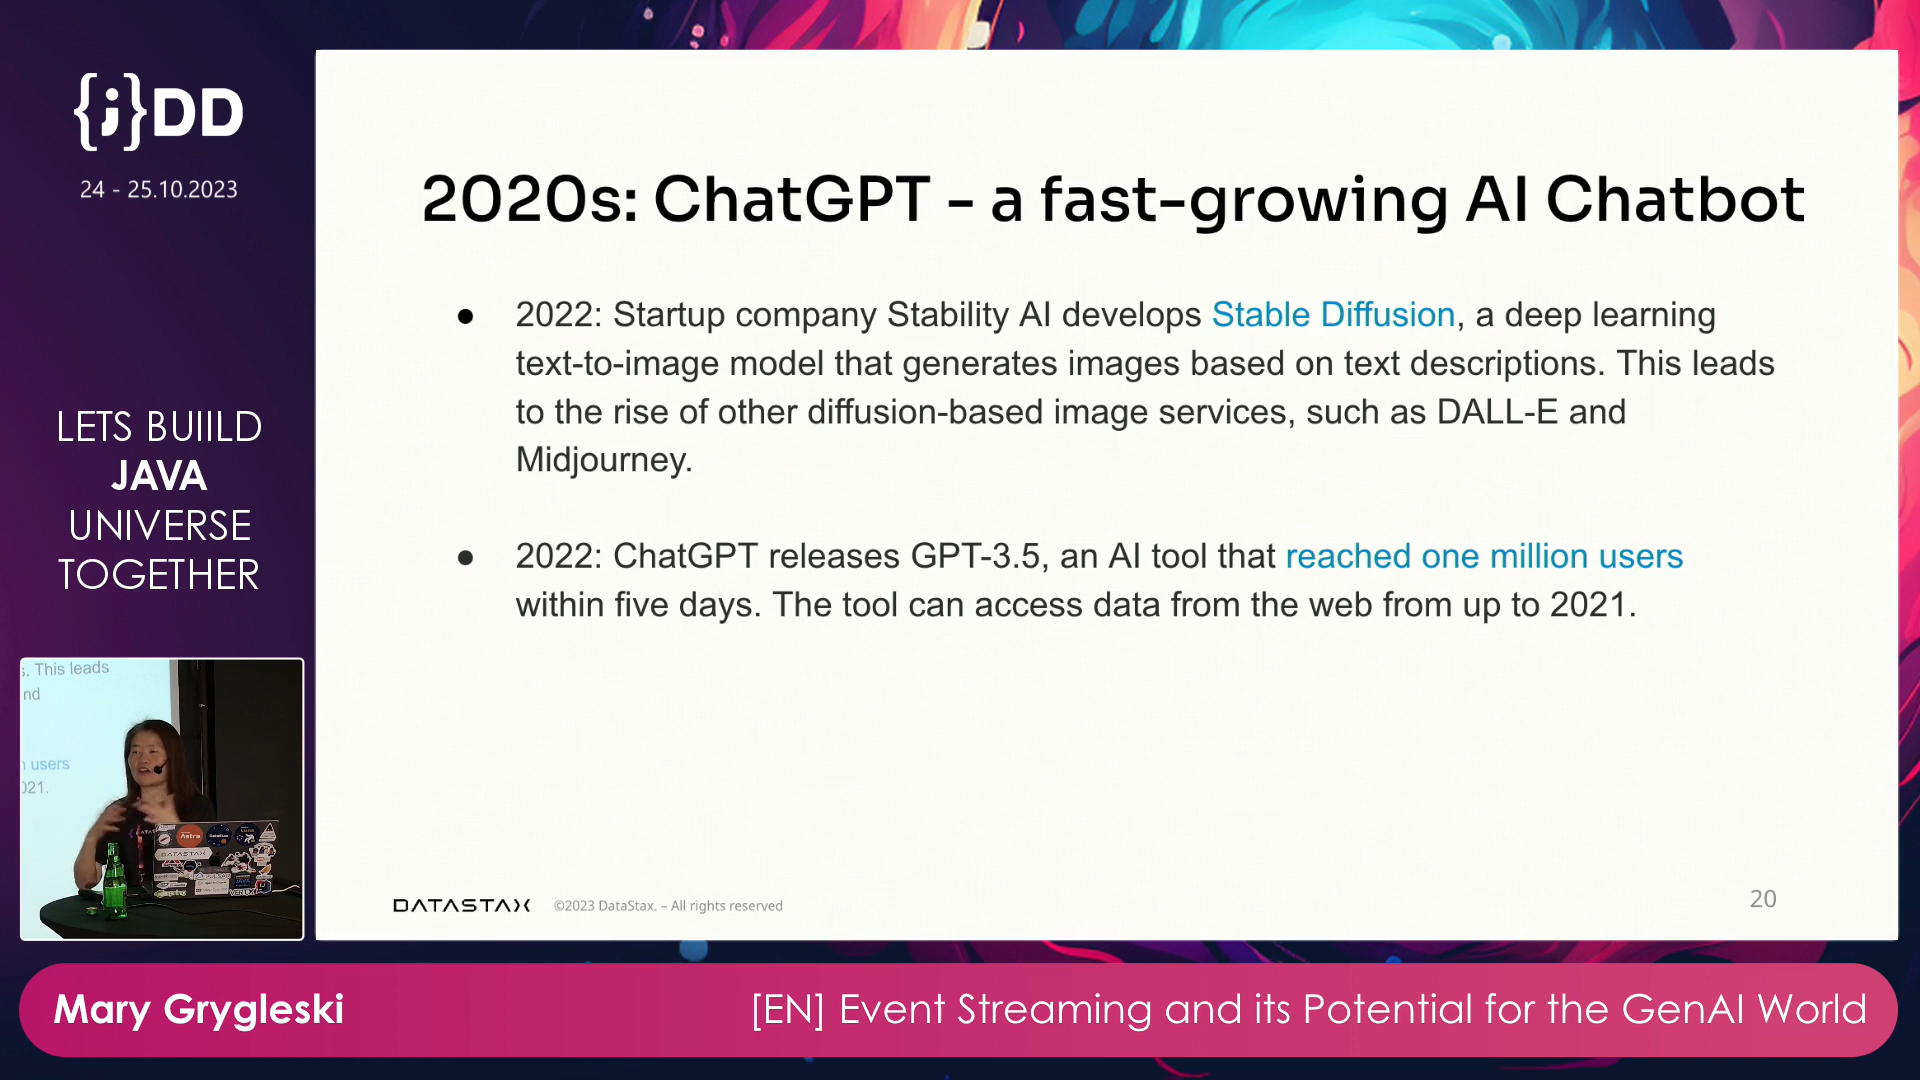 {j}DD
24 - 25.10.2023
LETS BUIILD
JAVA
UNIVERSE
TOGETHER
2020s: ChatGPT - a fast-growing AI Chatbot
● 2022: Startup company Stability AI develops Stable Diffusion, a deep learning
text-to-image model that generates images based on text descriptions. This leads
to the rise of other diffusion-based image services, such as DALL-E and
Midjourney.
● 2022: ChatGPT releases GPT-3.5, an AI tool that reached one million users
within five days. The tool can access data from the web from up to 2021.
DATASTAX ©2023 DataStax. – All rights reserved
20
. This leads
nd
users
021.
Astra
DATASTAX
Mary Grygleski
[EN] Event Streaming and its Potential for the GenAI World